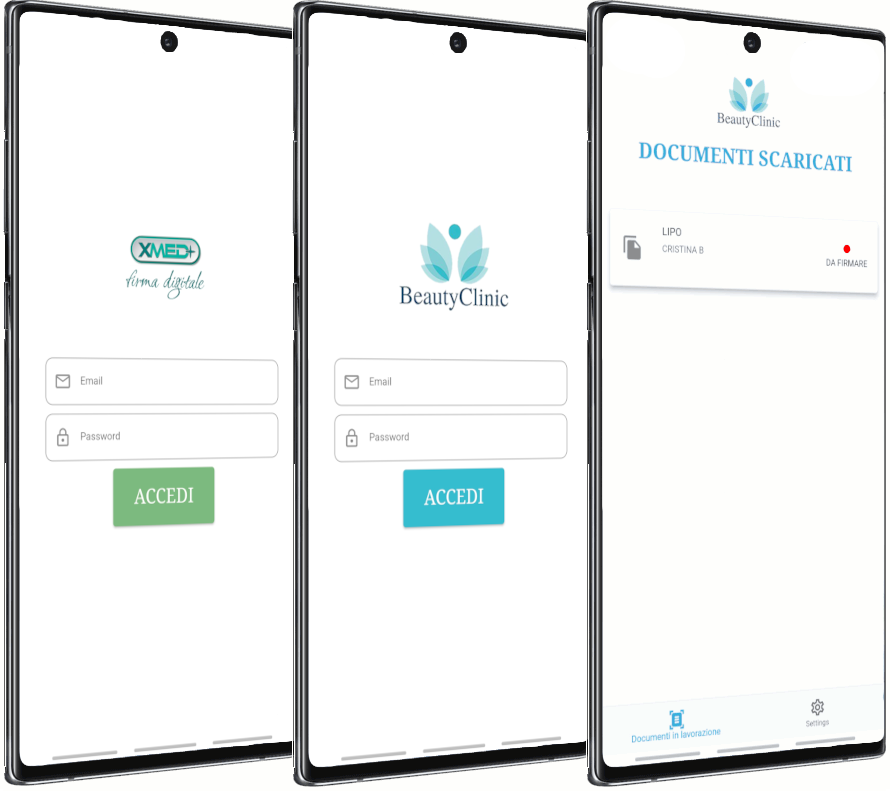 XMED+
firma digitale
Email
Password
ACCEDI
BeautyClinic
Email
Password
ACCEDI
BeautyClinic
DOCUMENTI SCARICATI
LIPO
CRISTINA B
DA FIRMARE
Documenti in lavorazione
Settings